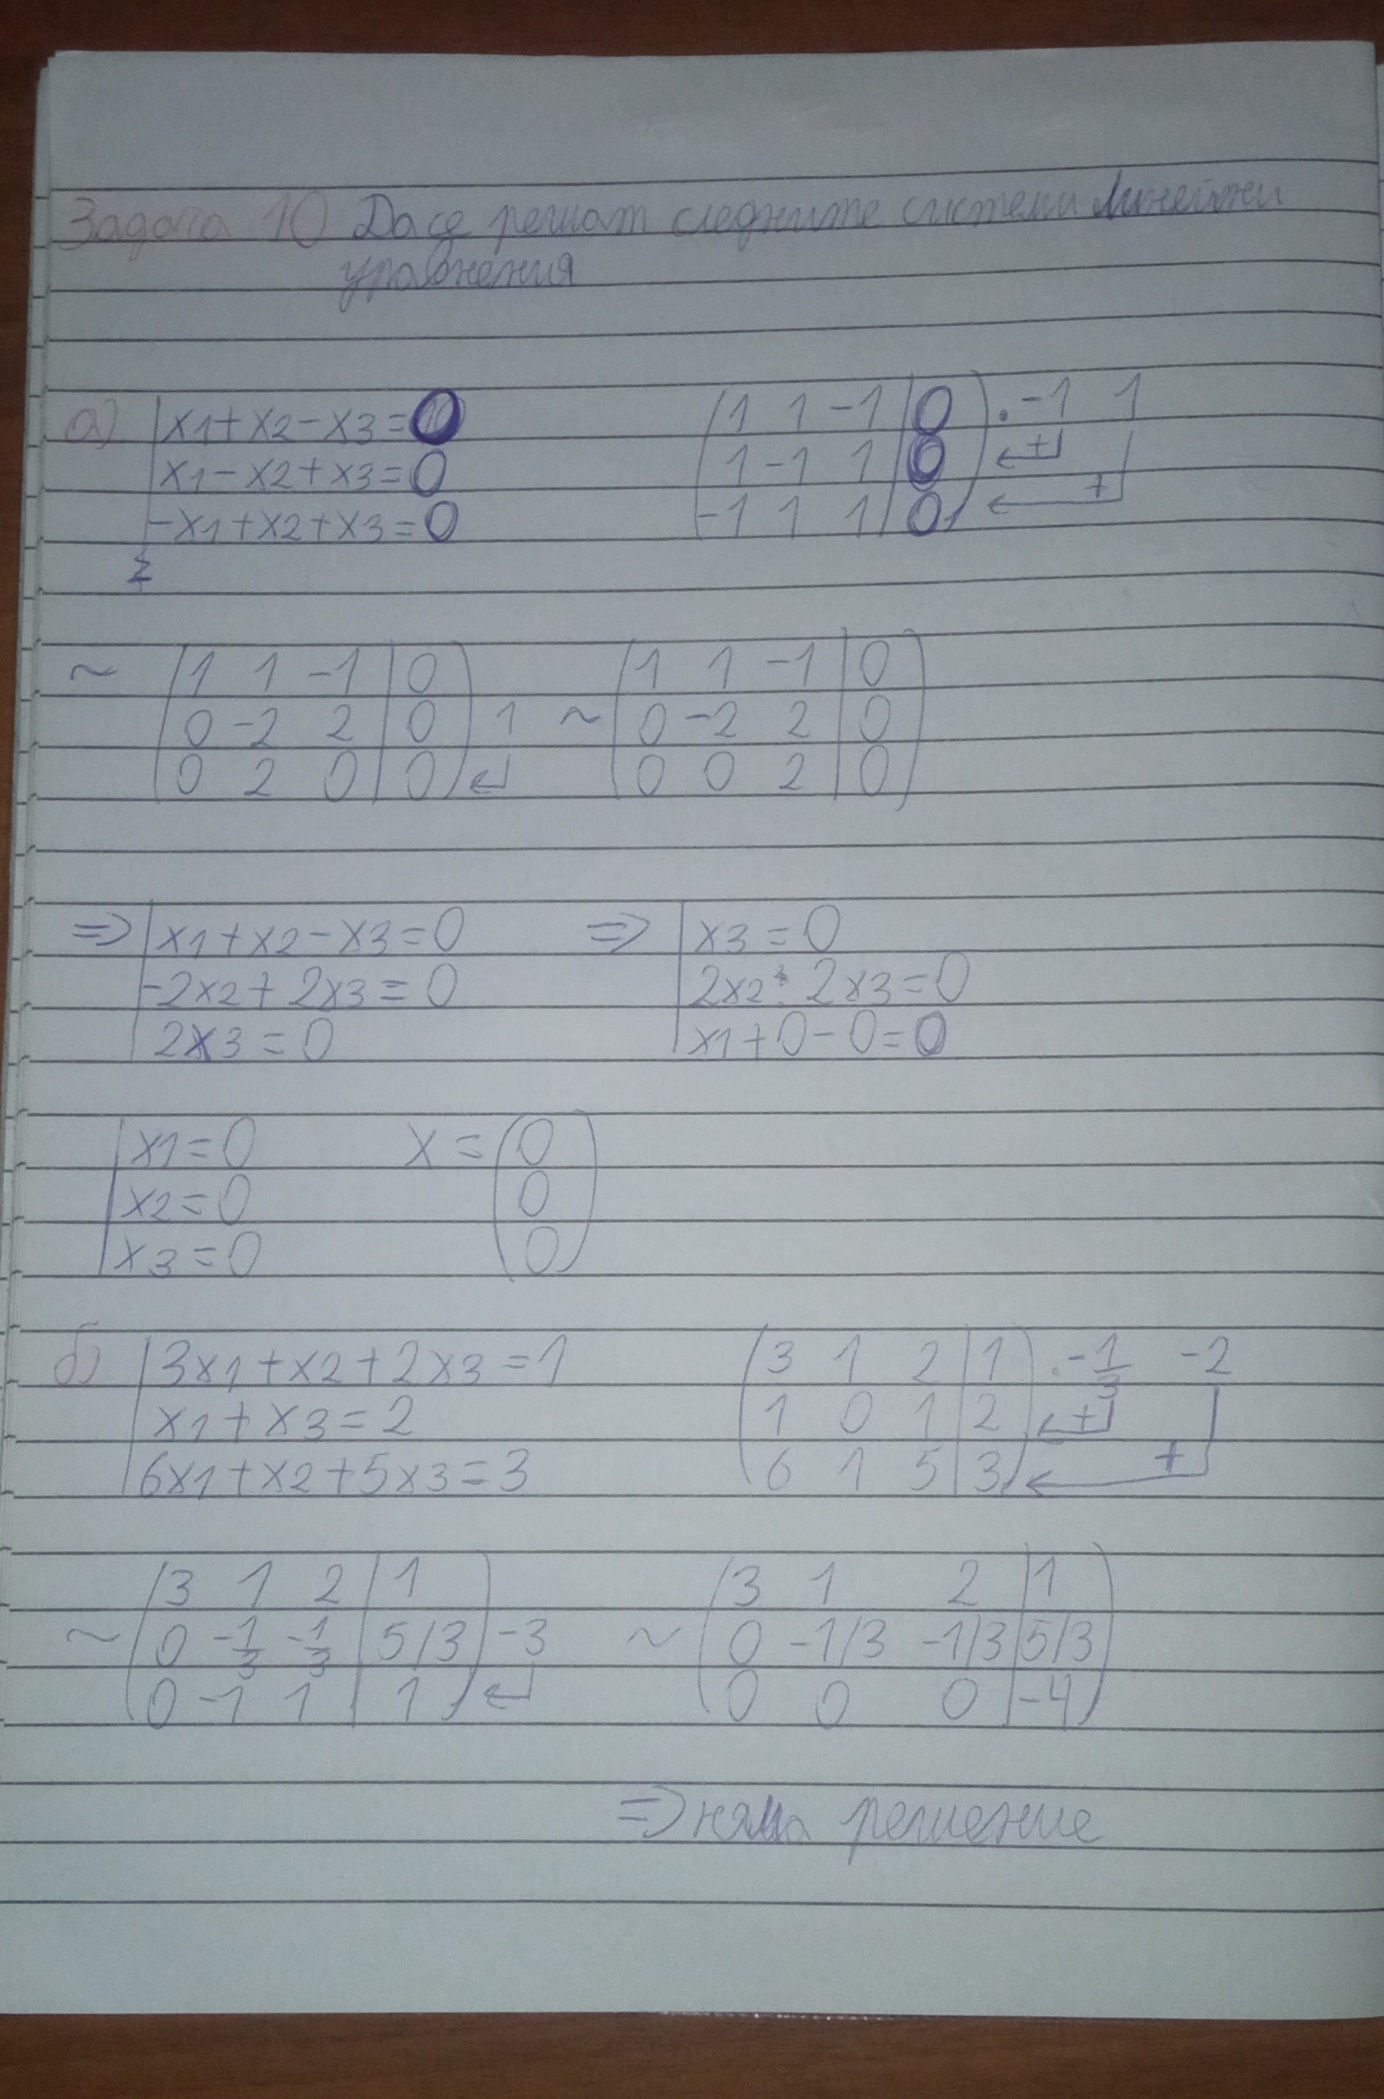 Задача 10 Да се решат следните системи линейни
уравнения
а) | x1 + x2 - x3 = 0 (1 1 -1 | 0) . -1 1
| x1 - x2 + x3 = 0 (1 -1 1 | 0) ↵ +
| -x1 + x2 + x3 = 0 (-1 1 1 | 0) ← +
~ (1 1 -1 | 0) (1 1 -1 | 0)
(0 -2 2 | 0) 1 ~ (0 -2 2 | 0)
(0 2 0 | 0) ↵ (0 0 2 | 0)
=> | x1 + x2 - x3 = 0 => | x3 = 0
| -2x2 + 2x3 = 0 | 2x2 = 2x3 = 0
| 2x3 = 0 | x1 + 0 - 0 = 0
| x1 = 0 x = (0)
| x2 = 0 (0)
| x3 = 0 (0)
б) | 3x1 + x2 + 2x3 = 1 (3 1 2 | 1) . -1/3 -2
| x1 + x3 = 2 (1 0 1 | 2) ↵ +
| 6x1 + x2 + 5x3 = 3 (6 1 5 | 3) ← +
(3 1 2 | 1) (3 1 2 | 1)
~ (0 -1/3 -1/3 | 5/3) -3 ~ (0 -1/3 -1/3 | 5/3)
(0 -1 1 | 1) ↵ (0 0 0 | -4)
=> няма решение